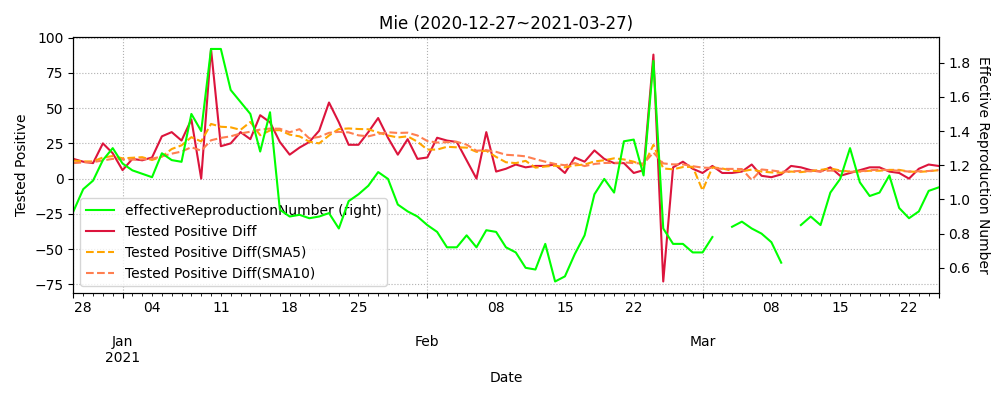 Mie (2020-12-27~2021-03-27)
100
75
50
25
0
−25
−50
−75
Tested Positive
1.8
1.6
1.4
1.2
1.0
0.8
0.6
Effective Reproduction Number
effectiveReproductionNumber (right)
Tested Positive Diff
Tested Positive Diff(SMA5)
Tested Positive Diff(SMA10)
28 04 11 18 25 08 15 22 08 15 22
Jan Feb Mar
2021
Date